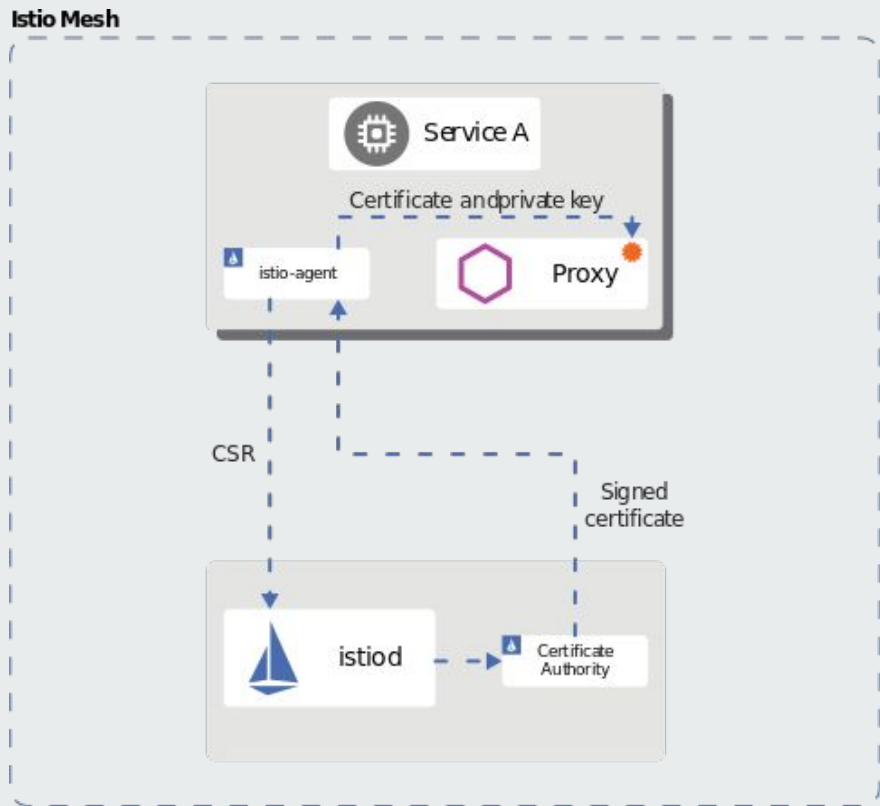 Istio Mesh
Service A
Certificate andprivate key
istio-agent
Proxy
CSR
Signed
certificate
istiod
Certificate
Authority